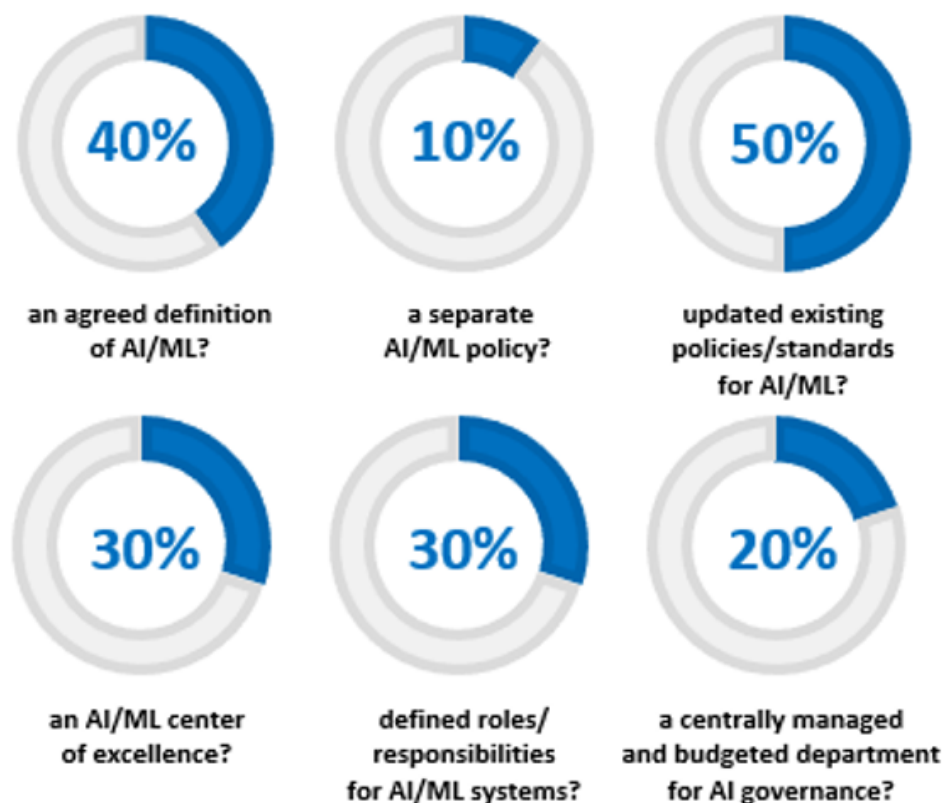 40%
10%
50%
an agreed definition
of AI/ML?
a separate
AI/ML policy?
updated existing
policies/standards
for AI/ML?
30%
30%
20%
an AI/ML center
of excellence?
defined roles/
responsibilities
for AI/ML systems?
a centrally managed
and budgeted department
for AI governance?